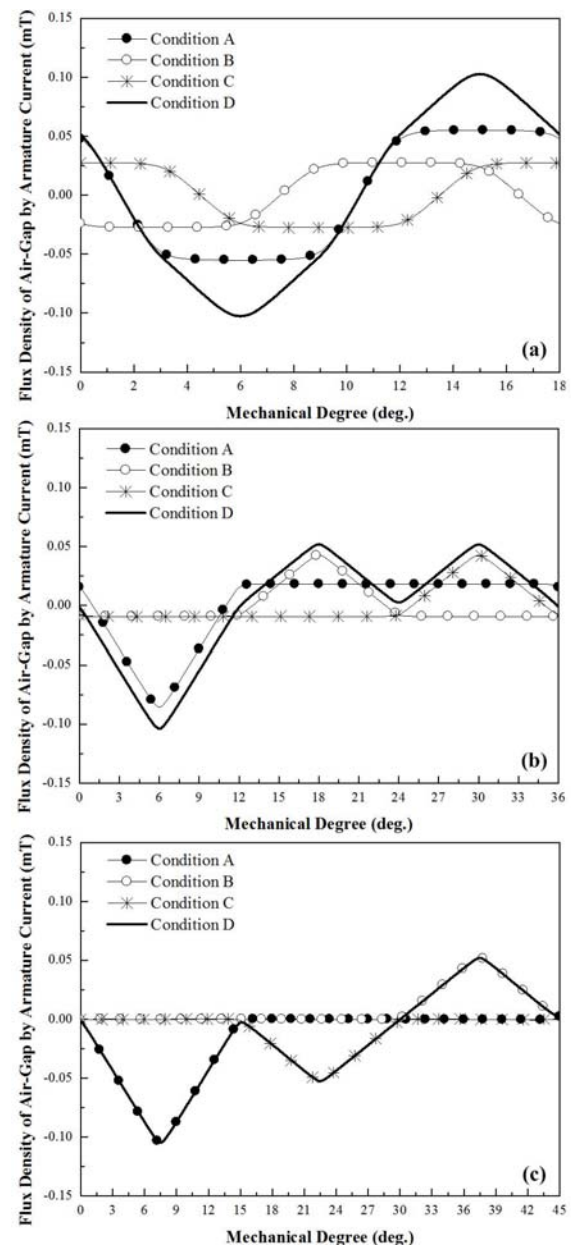 Flux Density of Air-Gap by Armature Current (mT)
0.15
0.10
0.05
0.00
-0.05
-0.10
-0.15
Condition A
Condition B
Condition C
Condition D
(a)
0 2 4 6 8 10 12 14 16 18
Mechanical Degree (deg.)
Flux Density of Air-Gap by Armature Current (mT)
0.15
0.10
0.05
0.00
-0.05
-0.10
-0.15
Condition A
Condition B
Condition C
Condition D
(b)
0 3 6 9 12 15 18 21 24 27 30 33 36
Mechanical Degree (deg.)
Flux Density of Air-Gap by Armature Current (mT)
0.15
0.10
0.05
0.00
-0.05
-0.10
-0.15
Condition A
Condition B
Condition C
Condition D
(c)
0 3 6 9 12 15 18 21 24 27 30 33 36 39 42 45
Mechanical Degree (deg.)